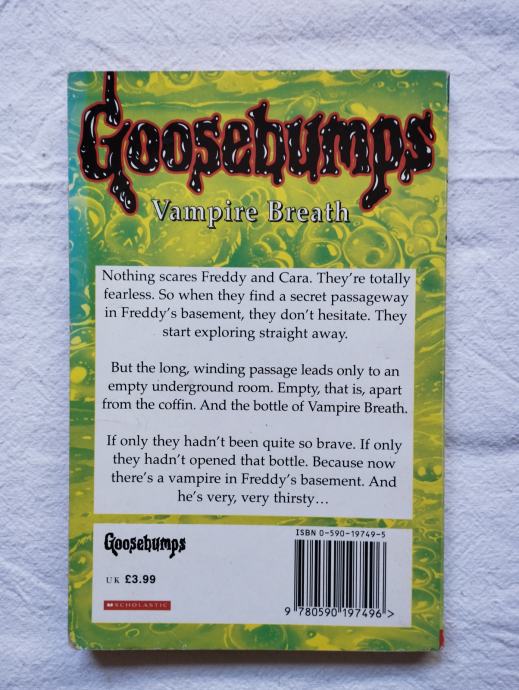 Goosebumps
Vampire Breath
Nothing scares Freddy and Cara. They're totally
fearless. So when they find a secret passageway
in Freddy's basement, they don't hesitate. They
start exploring straight away.
But the long, winding passage leads only to an
empty underground room. Empty, that is, apart
from the coffin. And the bottle of Vampire Breath.
If only they hadn't been quite so brave. If only
they hadn't opened that bottle. Because now
there's a vampire in Freddy's basement. And
he's very, very thirsty…
Goosebumps
UK £3.99
SCHOLASTIC
ISBN 0-590-19749-5
9 780590 197496 >